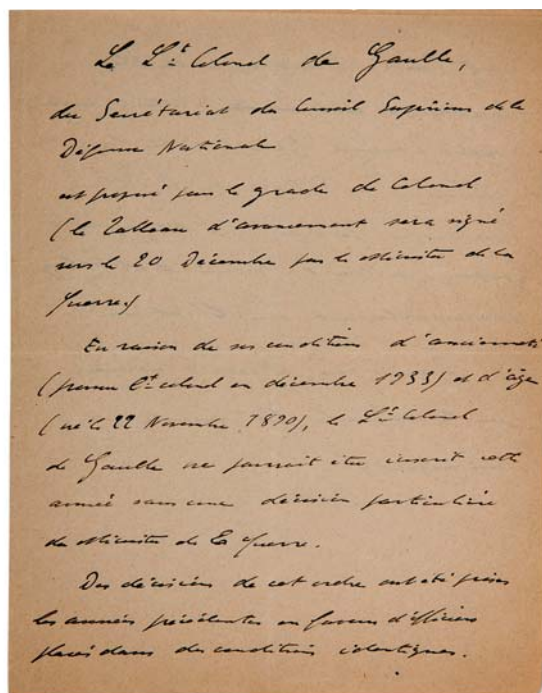 Le Lt Colonel de Gaulle,
du Secrétariat du Conseil Supérieur de la
Défense Nationale
est proposé pour le grade de Colonel
(le Tableau d'avancement sera signé
vers le 20 Décembre par le Ministre de la
Guerre)
En raison de ses conditions d'ancienneté
(promu Lt colonel en décembre 1933) et d'âge
(né le 22 Novembre 1890), le Lt Colonel
de Gaulle ne pourrait être inscrit cette
année sans une décision particulière
du Ministre de la Guerre.
Des décisions de cet ordre ont été prises
les années précédentes en faveur d'officiers
placés dans des conditions identiques.